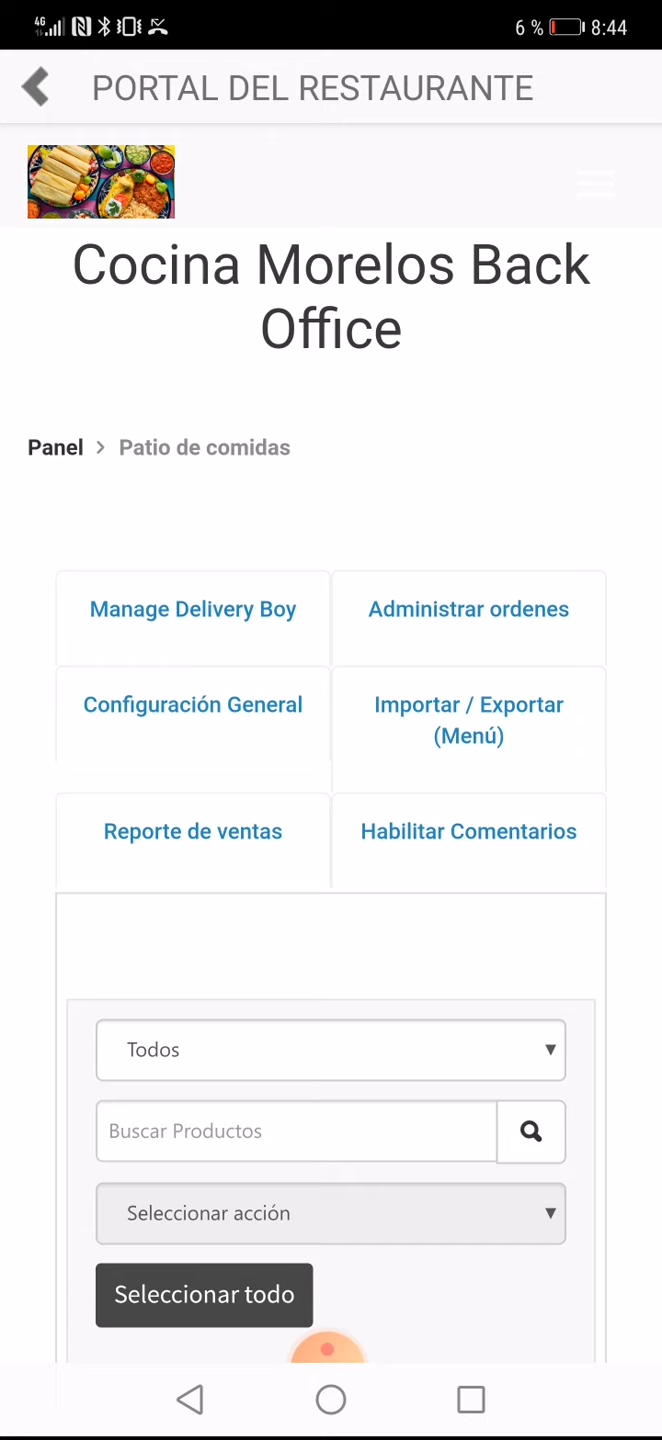 4G 6 % 8:44
PORTAL DEL RESTAURANTE
Cocina Morelos Back
Office
Panel > Patio de comidas
Manage Delivery Boy Administrar ordenes
Configuración General Importar / Exportar
(Menú)
Reporte de ventas Habilitar Comentarios
Todos
Buscar Productos
Seleccionar acción
Seleccionar todo